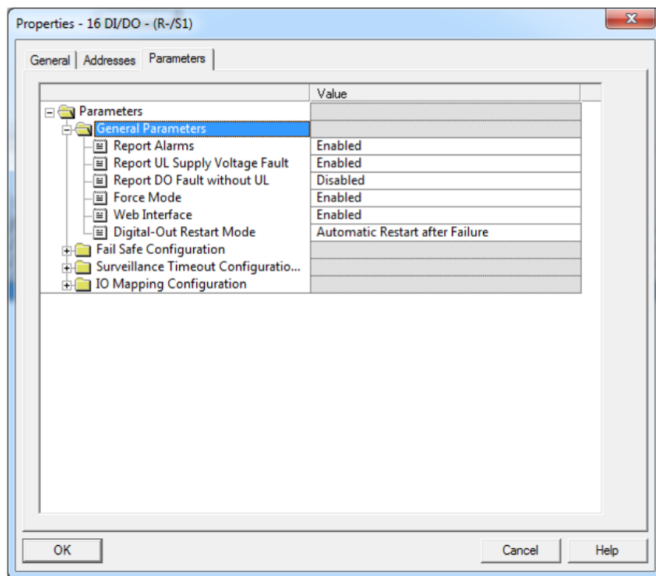 Properties - 16 DI/DO - (R-/S1)
General Addresses Parameters
Value
Parameters
General Parameters
Report Alarms Enabled
Report UL Supply Voltage Fault Enabled
Report DO Fault without UL Disabled
Force Mode Enabled
Web Interface Enabled
Digital-Out Restart Mode Automatic Restart after Failure
Fail Safe Configuration
Surveillance Timeout Configuratio...
IO Mapping Configuration
OK Cancel Help